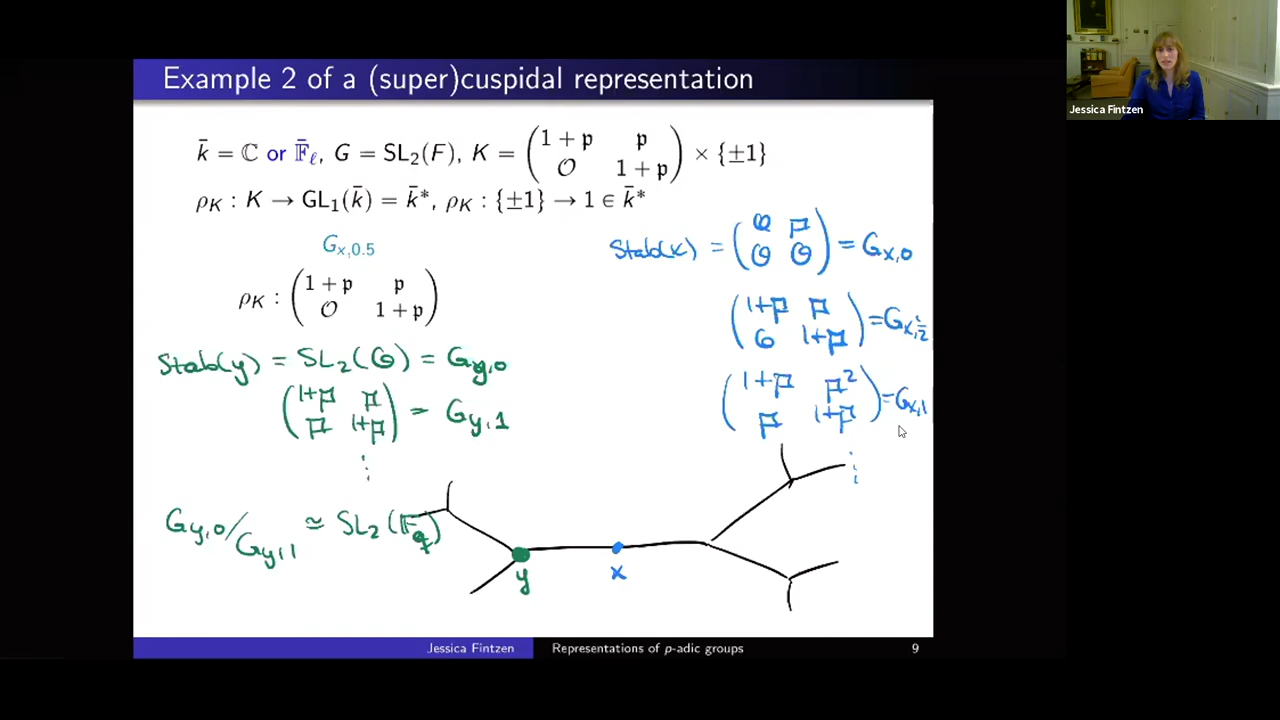 Example 2 of a (super)cuspidal representation
Jessica Fintzen
k̄ = ℂ or 𝔽̄ℓ, G = SL₂(F), K = (1 + 𝔭 𝔭 ; 𝒪 1 + 𝔭) × {±1}
ρ_K : K → GL₁(k̄) = k̄*, ρ_K : {±1} → 1 ∈ k̄*
G_{x,0.5}
ρ_K : (1 + 𝔭 𝔭 ; 𝒪 1 + 𝔭)
Stab(x) = (𝒪 𝔭 ; 𝒪 𝒪) = G_{x,0}
(1+𝔭 𝔭 ; 𝒪 1+𝔭) = G_{x,½}
(1+𝔭 𝔭² ; 𝔭 1+𝔭) = G_{x,1}
⋮
Stab(y) = SL₂(𝒪) = G_{y,0}
(1+𝔭 𝔭 ; 𝔭 1+𝔭) = G_{y,1}
⋮
G_{y,0}/G_{y,1} ≃ SL₂(𝔽_q)
y
x
Jessica Fintzen
Representations of p-adic groups
9